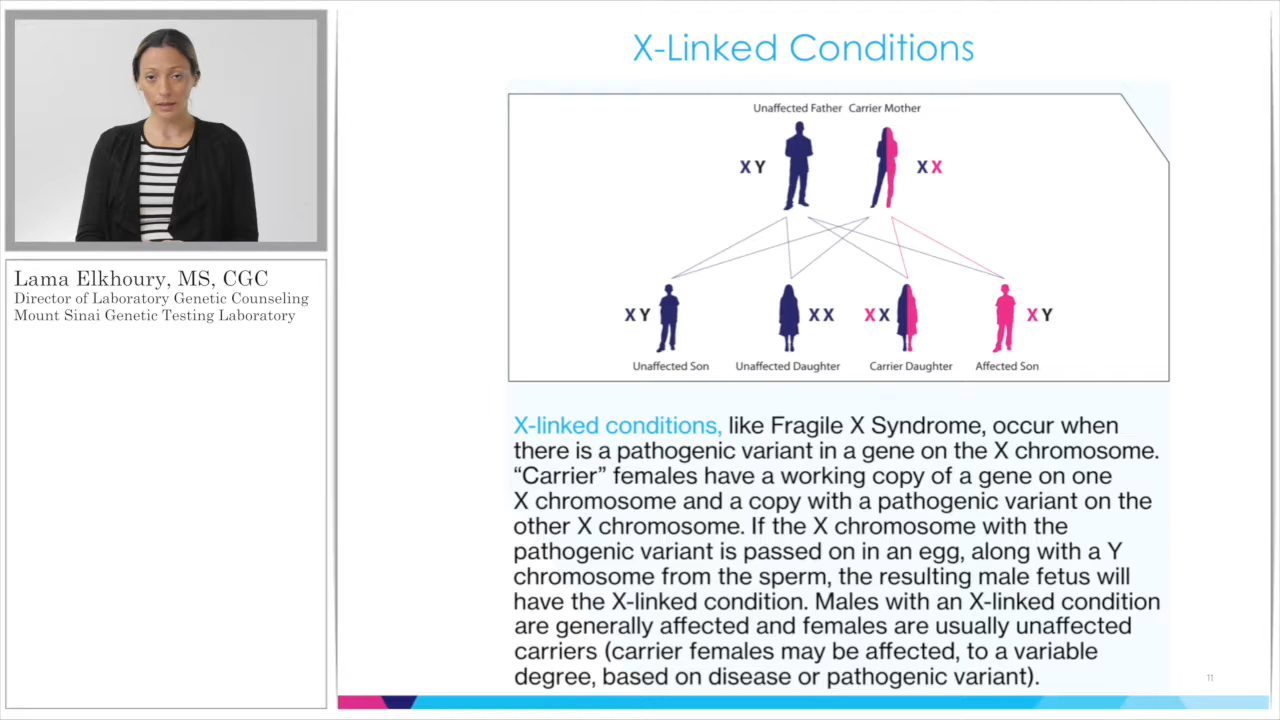 X-Linked Conditions
Unaffected Father Carrier Mother
X Y
X X
X Y
X X
X X
X Y
Unaffected Son Unaffected Daughter Carrier Daughter Affected Son
Lama Elkhoury, MS, CGC
Director of Laboratory Genetic Counseling
Mount Sinai Genetic Testing Laboratory
X-linked conditions, like Fragile X Syndrome, occur when
there is a pathogenic variant in a gene on the X chromosome.
“Carrier” females have a working copy of a gene on one
X chromosome and a copy with a pathogenic variant on the
other X chromosome. If the X chromosome with the
pathogenic variant is passed on in an egg, along with a Y
chromosome from the sperm, the resulting male fetus will
have the X-linked condition. Males with an X-linked condition
are generally affected and females are usually unaffected
carriers (carrier females may be affected, to a variable
degree, based on disease or pathogenic variant).
11